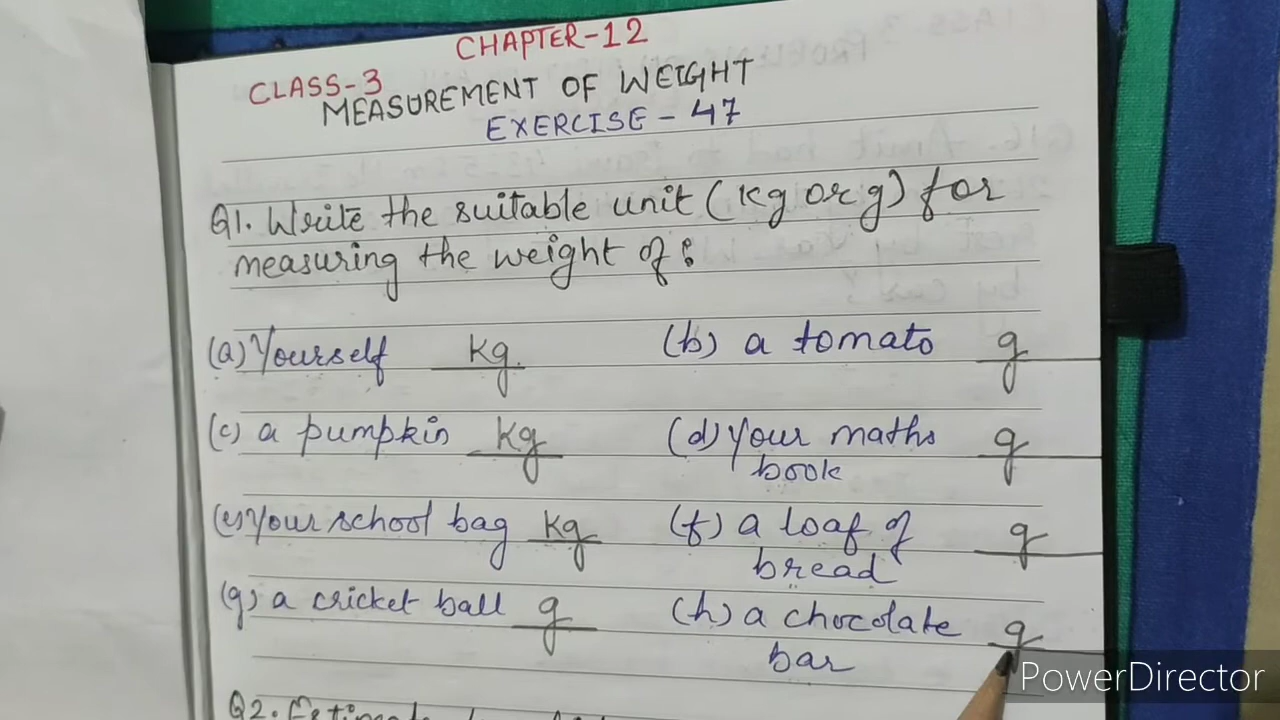 CHAPTER-12
CLASS-3
MEASUREMENT OF WEIGHT
EXERCISE - 47
Q1. Write the suitable unit (kg or g) for
measuring the weight of :
(a) Yourself kg (b) a tomato g
(c) a pumpkin kg (d) Your maths g
book
(e) Your school bag kg (f) a loaf of g
bread
(g) a cricket ball g (h) a chocolate g
bar
PowerDirector
Q2.